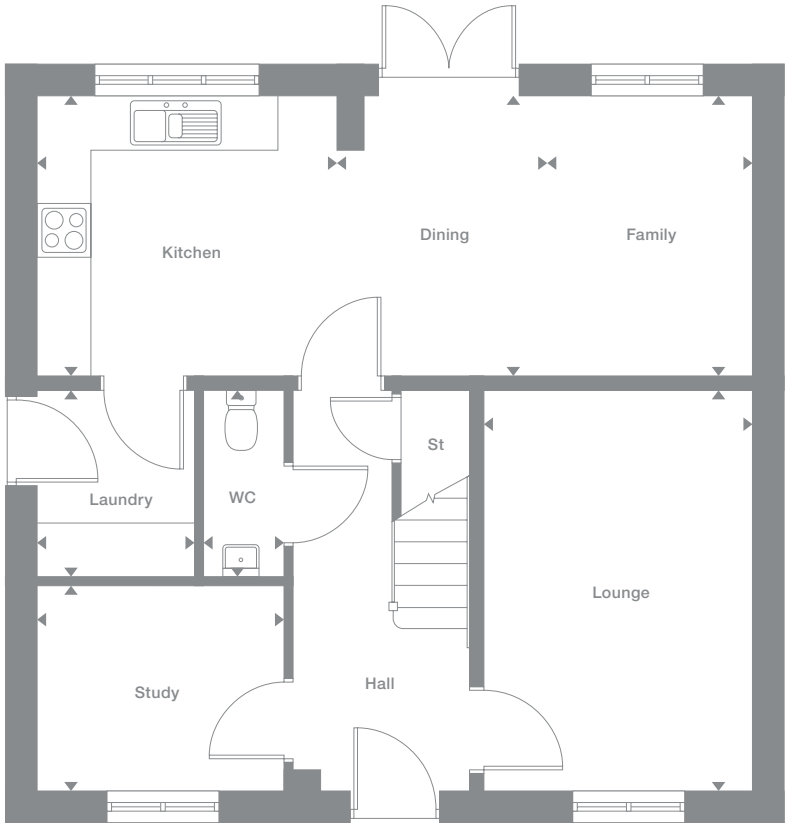 Dining
Family
Kitchen
St
Laundry
WC
Lounge
Hall
Study